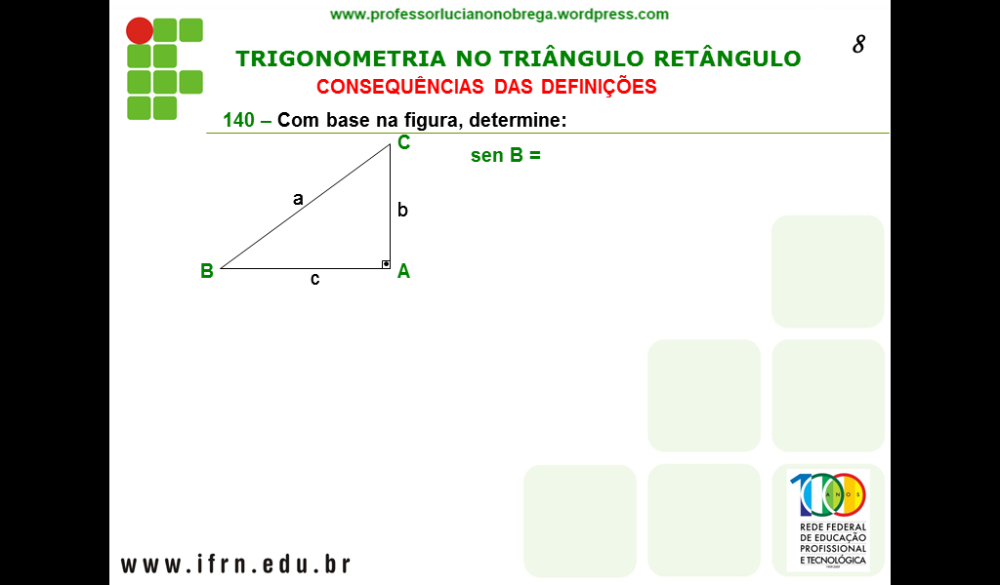 www.professorlucianonobrega.wordpress.com
8
TRIGONOMETRIA NO TRIÂNGULO RETÂNGULO
CONSEQUÊNCIAS DAS DEFINIÇÕES
140 – Com base na figura, determine:
C
sen B =
a
b
B
A
c
100
ANOS
REDE FEDERAL
DE EDUCAÇÃO
PROFISSIONAL
E TECNOLÓGICA
www.ifrn.edu.br